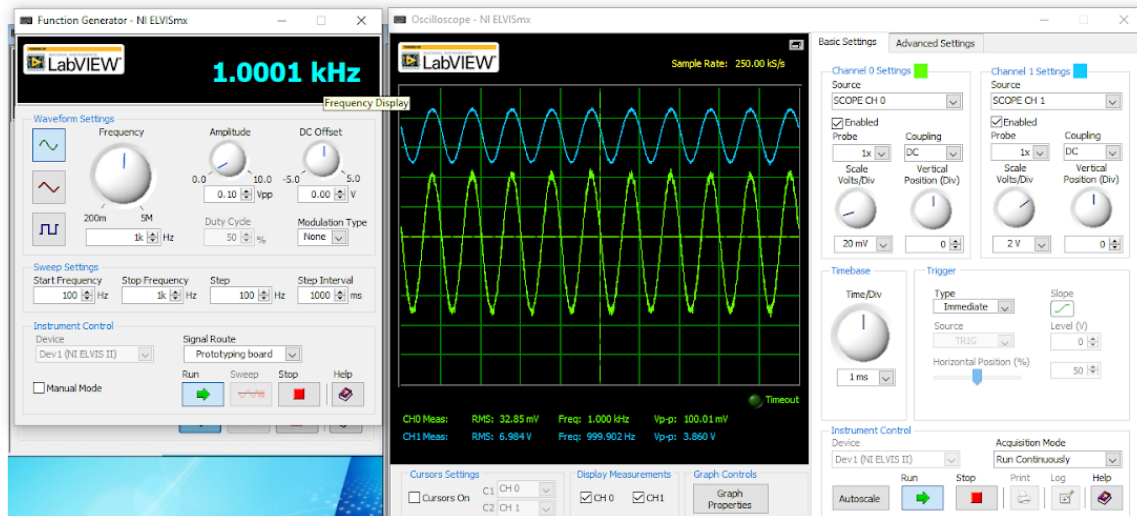 Function Generator - NI ELVISmx
LabVIEW
1.0001 kHz
Frequency Display
Waveform Settings
Frequency
Amplitude
DC Offset
0.0
10.0
-5.0
5.0
0.10
Vpp
0.00
V
200m
5M
1k
Hz
Duty Cycle
50
%
Modulation Type
None
Sweep Settings
Start Frequency
Stop Frequency
Step
Step Interval
100
Hz
1k
Hz
100
Hz
1000
ms
Instrument Control
Device
Signal Route
Dev1 (NI ELVIS II)
Prototyping board
Manual Mode
Run
Sweep
Stop
Help
Oscilloscope - NI ELVISmx
LabVIEW
Sample Rate: 250.00 kS/s
Timeout
CH0 Meas: RMS: 32.85 mV Freq: 1.000 kHz Vp-p: 100.01 mV
CH1 Meas: RMS: 6.984 V Freq: 999.902 Hz Vp-p: 3.860 V
Cursors Settings
Cursors On
C1
CH 0
C2
CH 1
Display Measurements
CH0
CH1
Graph Controls
Graph
Properties
Basic Settings
Advanced Settings
Channel 0 Settings
Source
SCOPE CH 0
Enabled
Probe
Coupling
1x
DC
Scale
Volts/Div
Vertical
Position (Div)
20 mV
0
Channel 1 Settings
Source
SCOPE CH 1
Enabled
Probe
Coupling
1x
DC
Scale
Volts/Div
Vertical
Position (Div)
2 V
0
Timebase
Time/Div
1 ms
Trigger
Type
Immediate
Slope
Source
TRIG
Level (V)
0
Horizontal Position (%)
50
Instrument Control
Device
Dev1 (NI ELVIS II)
Acquisition Mode
Run Continuously
Autoscale
Run
Stop
Print
Log
Help